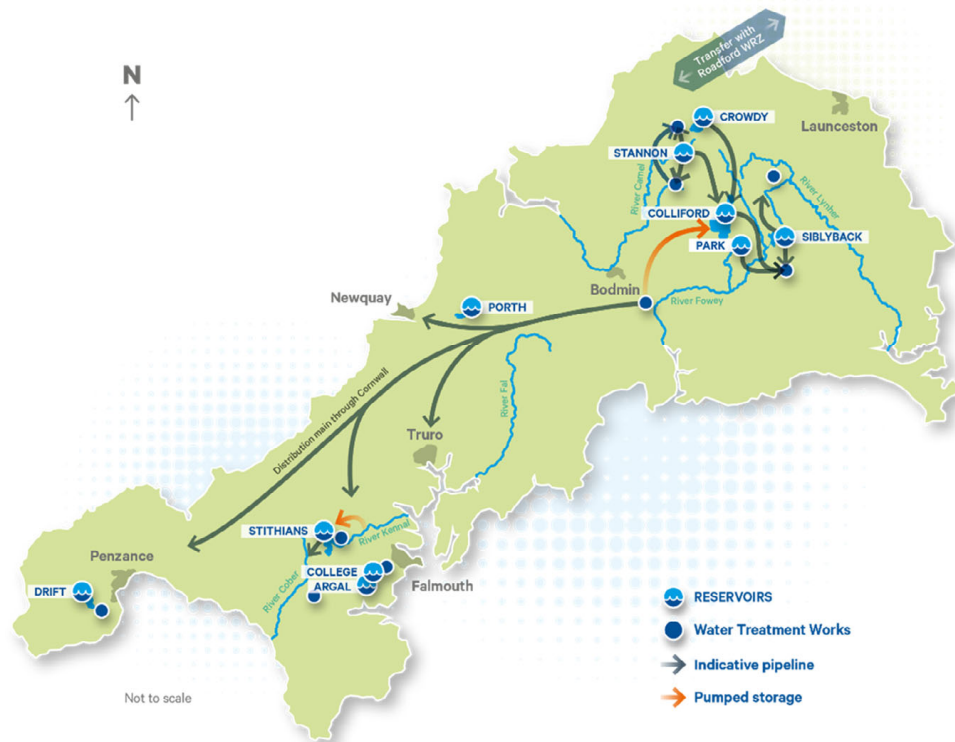 Transfer with
Roadford WRZ
N
Launceston
CROWDY
STANNON
River Camel
River Lynher
COLLIFORD
SIBLYBACK
PARK
Bodmin
River Fowey
Newquay
PORTH
River Fal
Distribution main through Cornwall
Truro
STITHIANS
River Kennal
Penzance
COLLEGE
ARGAL
Falmouth
River Cober
DRIFT
Not to scale
RESERVOIRS
Water Treatment Works
Indicative pipeline
Pumped storage